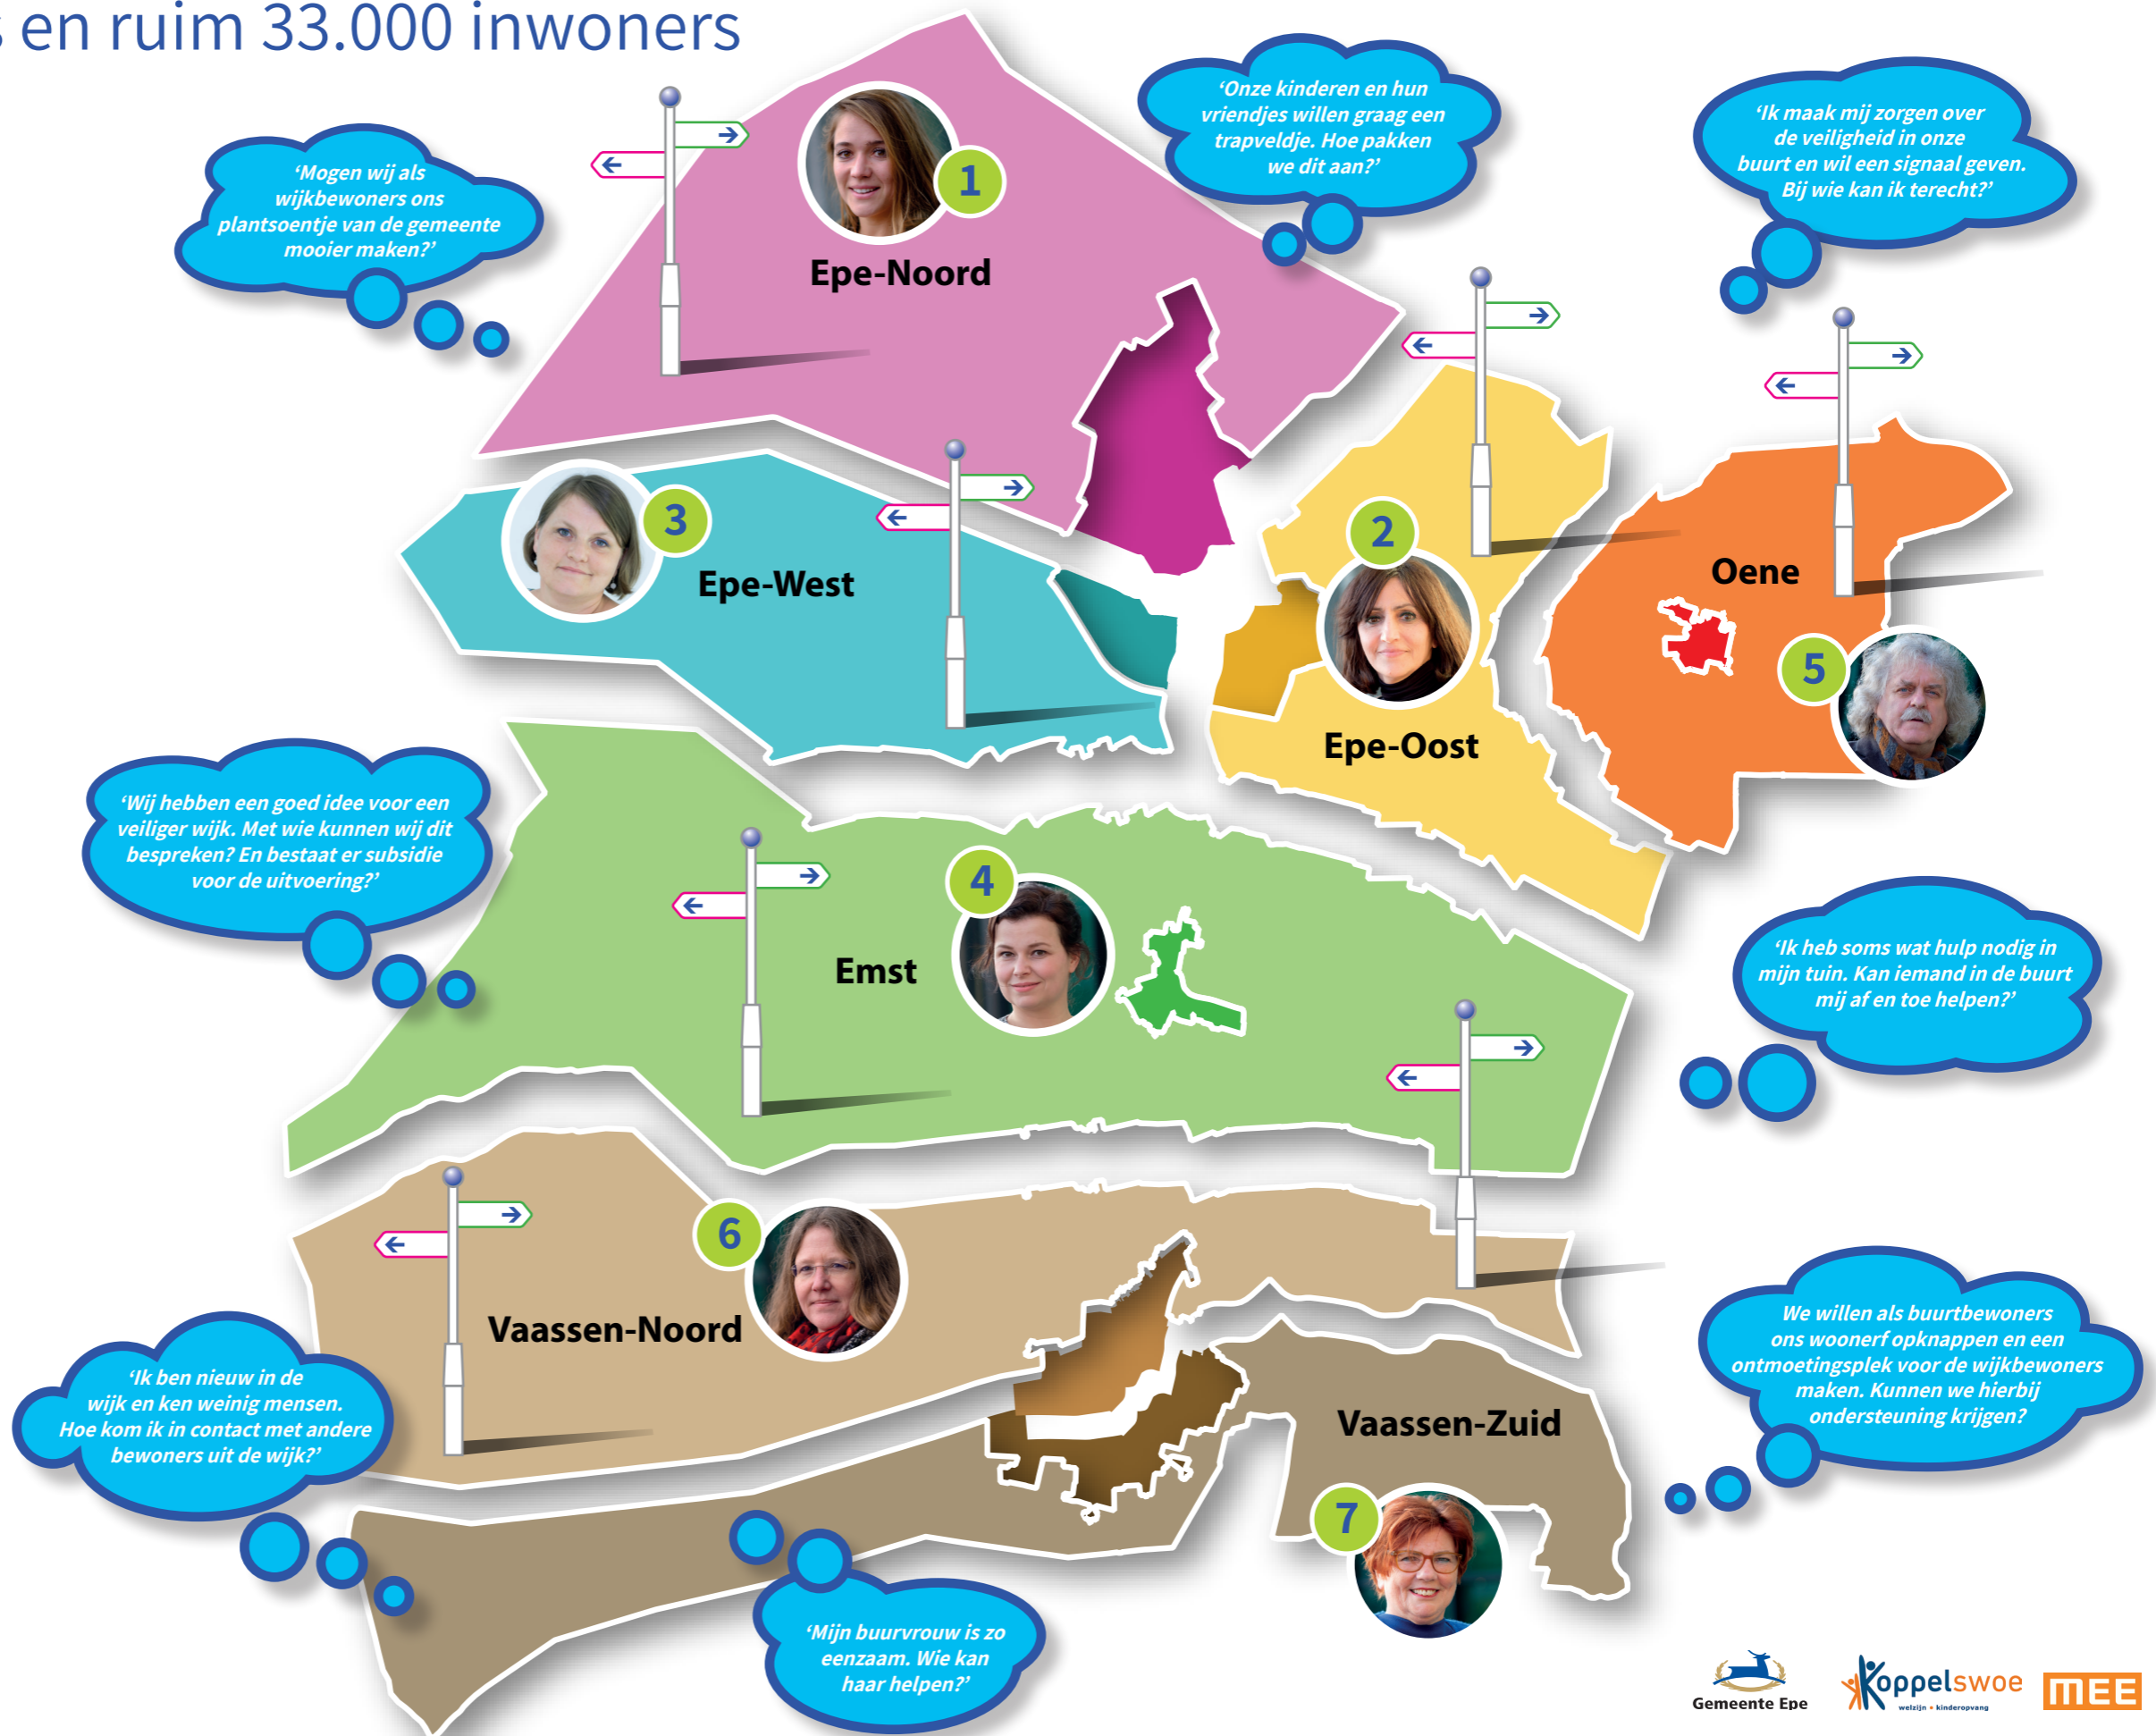 s en ruim 33.000 inwoners
‘Mogen wij als
wijkbewoners ons
plantsoentje van de gemeente
mooier maken?’
1
Epe-Noord
‘Onze kinderen en hun
vriendjes willen graag een
trapveldje. Hoe pakken
we dit aan?’
‘Ik maak mij zorgen over
de veiligheid in onze
buurt en wil een signaal geven.
Bij wie kan ik terecht?’
3
Epe-West
2
Epe-Oost
Oene
5
‘Wij hebben een goed idee voor een
veiliger wijk. Met wie kunnen wij dit
bespreken? En bestaat er subsidie
voor de uitvoering?’
4
Emst
‘Ik heb soms wat hulp nodig in
mijn tuin. Kan iemand in de buurt
mij af en toe helpen?’
6
Vaassen-Noord
‘Ik ben nieuw in de
wijk en ken weinig mensen.
Hoe kom ik in contact met andere
bewoners uit de wijk?’
Vaassen-Zuid
7
We willen als buurtbewoners
ons woonerf opknappen en een
ontmoetingsplek voor de wijkbewoners
maken. Kunnen we hierbij
ondersteuning krijgen?
‘Mijn buurvrouw is zo
eenzaam. Wie kan
haar helpen?’
Gemeente Epe
Koppelswoe
welzijn • kinderopvang
MEE